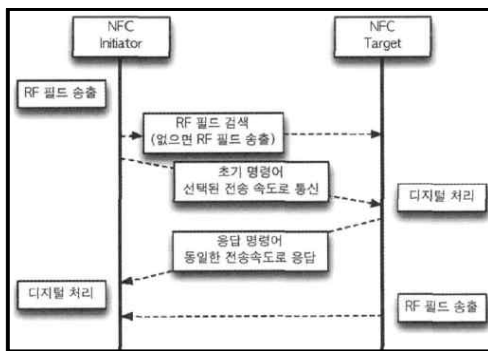 NFC
Initiator
NFC
Target
RF 필드 송출
RF 필드 검색
(없으면 RF 필드 송출)
초기 명령어
선택된 전송 속도로 통신
디지털 처리
응답 명령어
동일한 전송속도로 응답
디지털 처리
RF 필드 송출